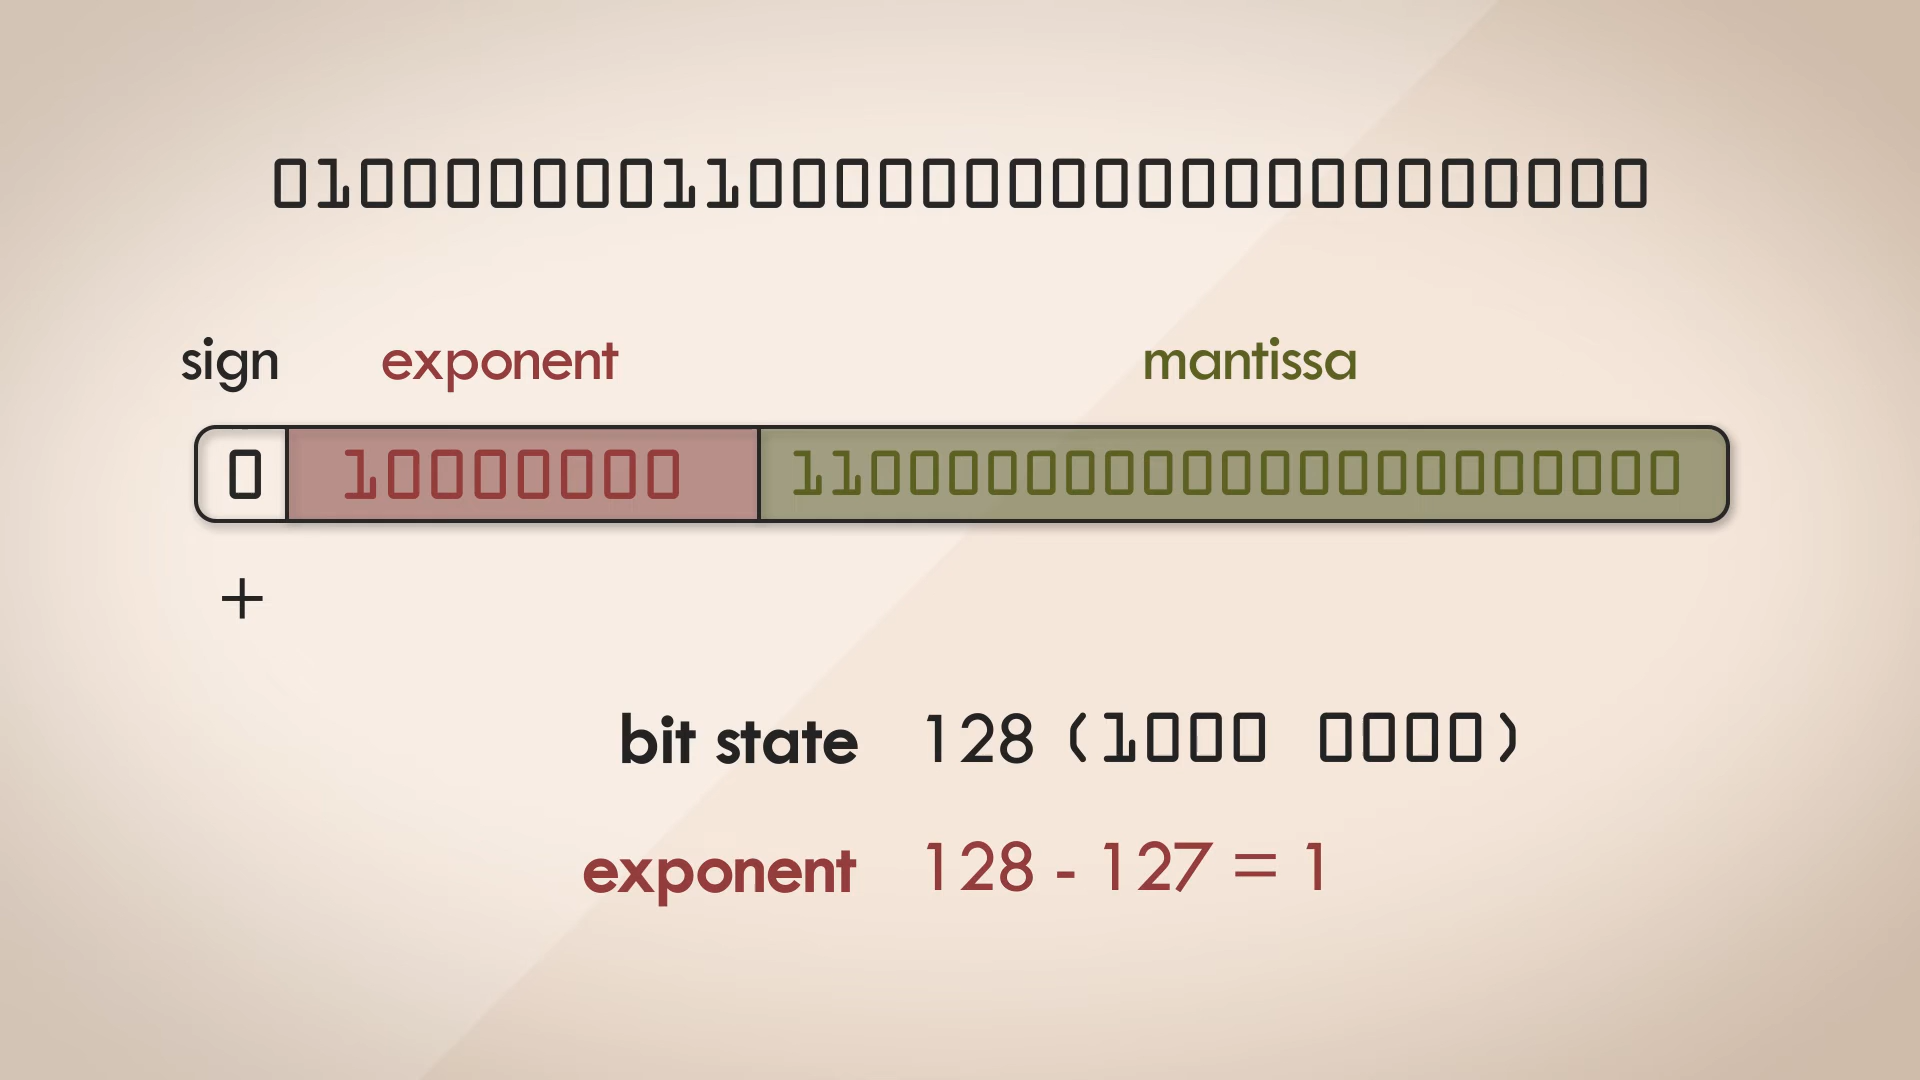 01000000011000000000000000000000
sign exponent mantissa
0 10000000 11000000000000000000000
+
bit state 128 (1000 0000)
exponent 128 - 127 = 1